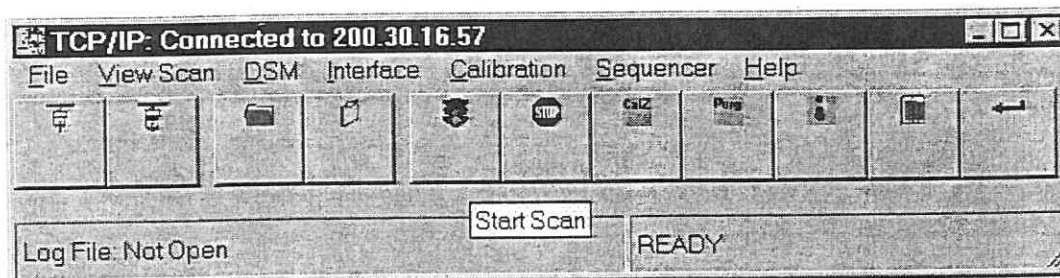 TCP/IP: Connected to 200.30.16.57
File View Scan DSM Interface Calibration Sequencer Help
STOP CalZ Purg
Start Scan
Log File: Not Open READY